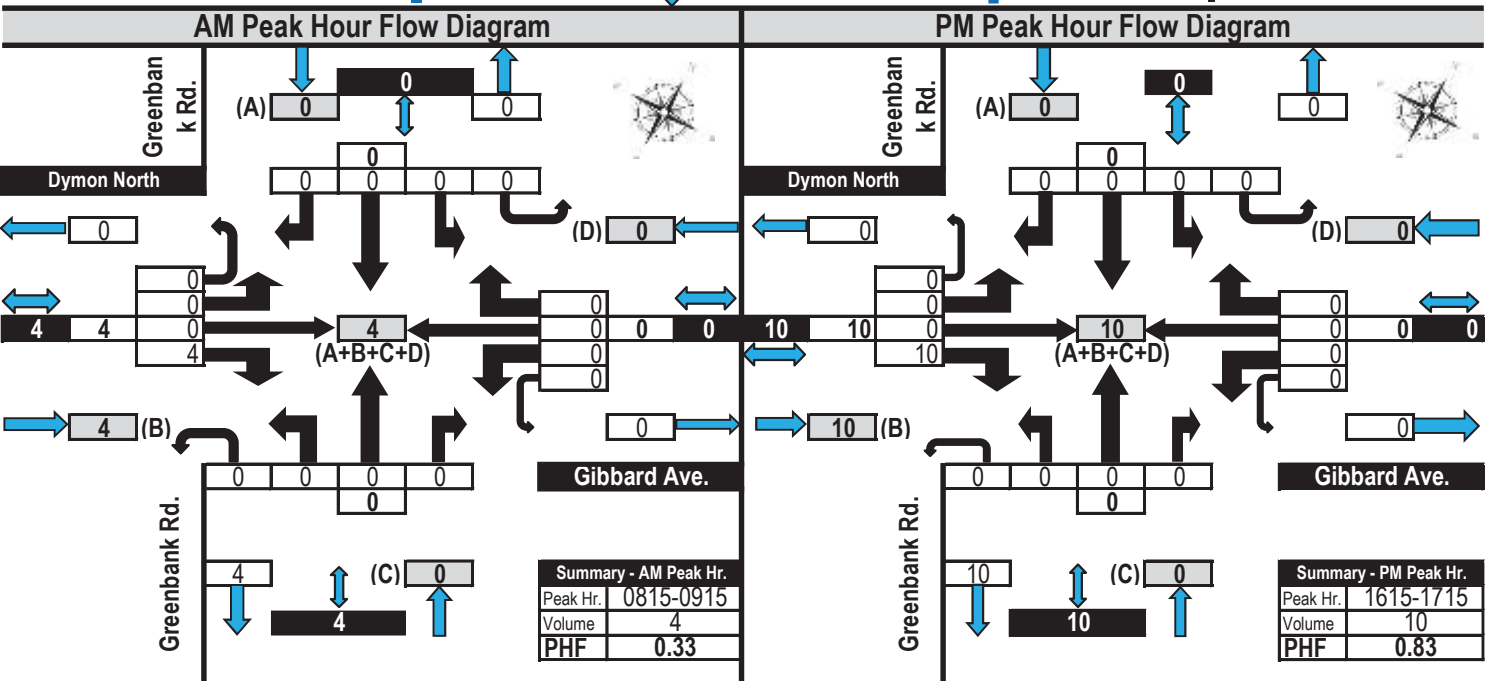 AM Peak Hour Flow Diagram
Greenban
k Rd.
(A) 0
0
0
0
0 0 0 0
Dymon North
0
(D) 0
0
0
4 4 0
4
4
(A+B+C+D)
0
0 0 0
0
0
4 (B)
0
0 0 0 0
0
Gibbard Ave.
Greenbank Rd.
4
(C) 0
4
Summary - AM Peak Hr.
Peak Hr. 0815-0915
Volume 4
PHF 0.33
PM Peak Hour Flow Diagram
Greenban
k Rd.
(A) 0
0
0
0
0 0 0 0
Dymon North
0
(D) 0
0
0
10 10 0
10
10
(A+B+C+D)
0
0 0 0
0
0
10 (B)
0
0 0 0 0
0
Gibbard Ave.
Greenbank Rd.
10
(C) 0
10
Summary - PM Peak Hr.
Peak Hr. 1615-1715
Volume 10
PHF 0.83